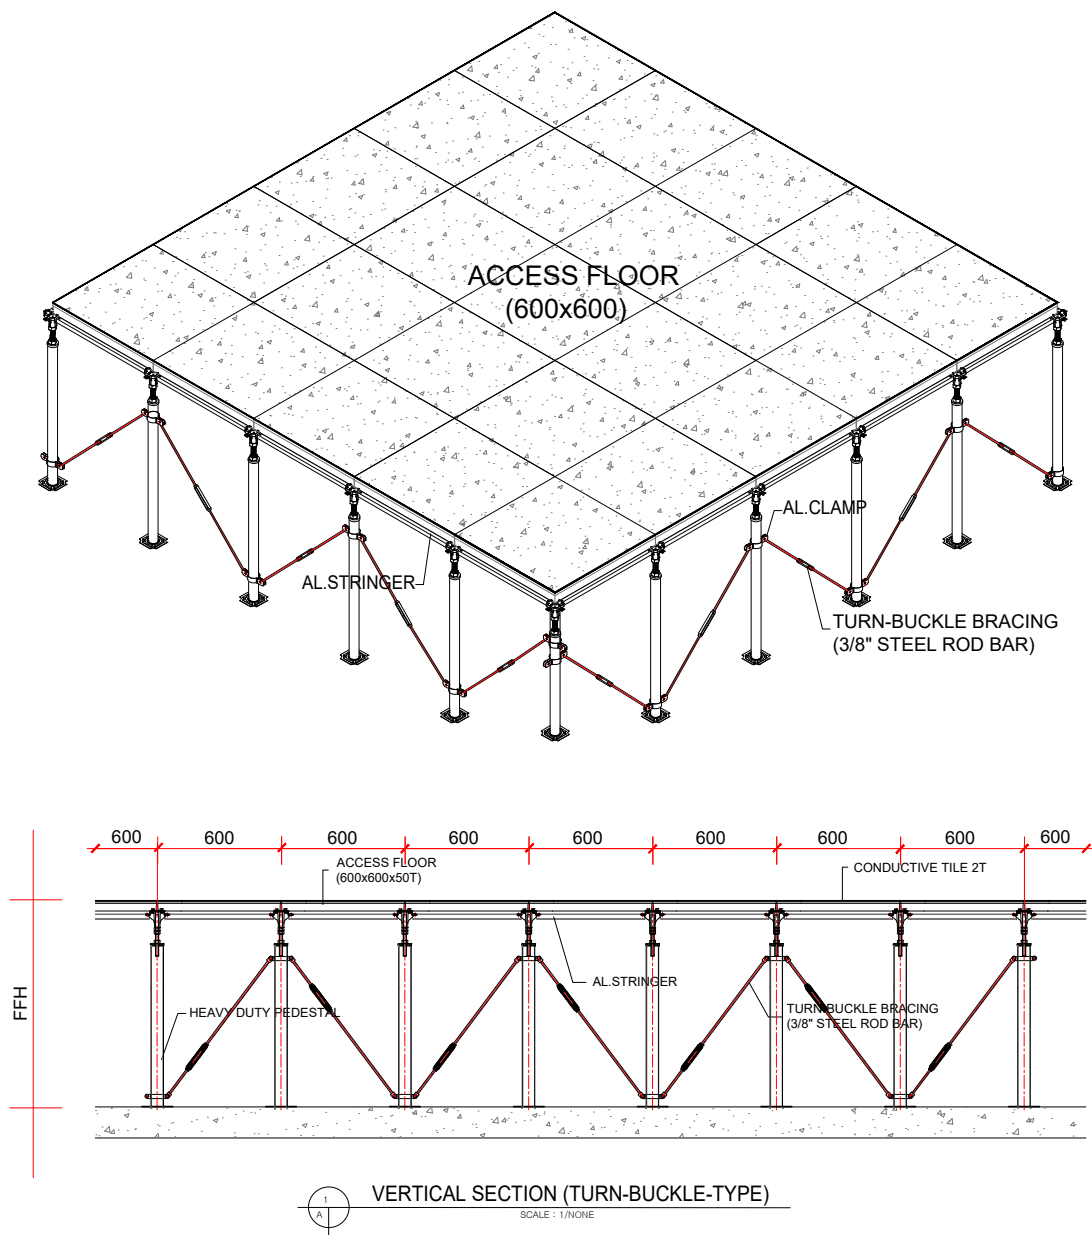 ACCESS FLOOR
(600x600)
AL.CLAMP
AL.STRINGER
TURN-BUCKLE BRACING
(3/8" STEEL ROD BAR)
600 600 600 600 600 600 600 600 600
ACCESS FLOOR
(600x600x50T)
CONDUCTIVE TILE 2T
AL.STRINGER
HEAVY DUTY PEDESTAL
TURN-BUCKLE BRACING
(3/8" STEEL ROD BAR)
FFH
1
A
VERTICAL SECTION (TURN-BUCKLE-TYPE)
SCALE : 1/NONE